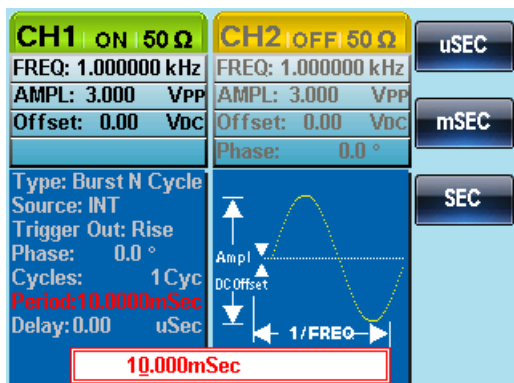 CH1 ON 50 Ω
FREQ: 1.000000 kHz
AMPL: 3.000 VPP
Offset: 0.00 VDC
CH2 OFF 50 Ω
FREQ: 1.000000 kHz
AMPL: 3.000 VPP
Offset: 0.00 VDC
Phase: 0.0 °
uSEC
mSEC
SEC
Type: Burst N Cycle
Source: INT
Trigger Out: Rise
Phase: 0.0 °
Cycles: 1Cyc
Period:10.0000mSec
Delay:0.00 uSec
Ampl
DC Offset
1/FREQ
10.000mSec